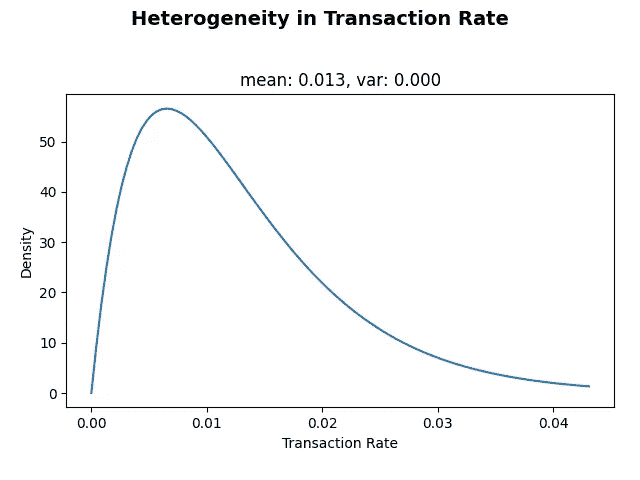 Heterogeneity in Transaction Rate
mean: 0.013, var: 0.000
50
40
30
20
10
0
Density
0.00 0.01 0.02 0.03 0.04
Transaction Rate